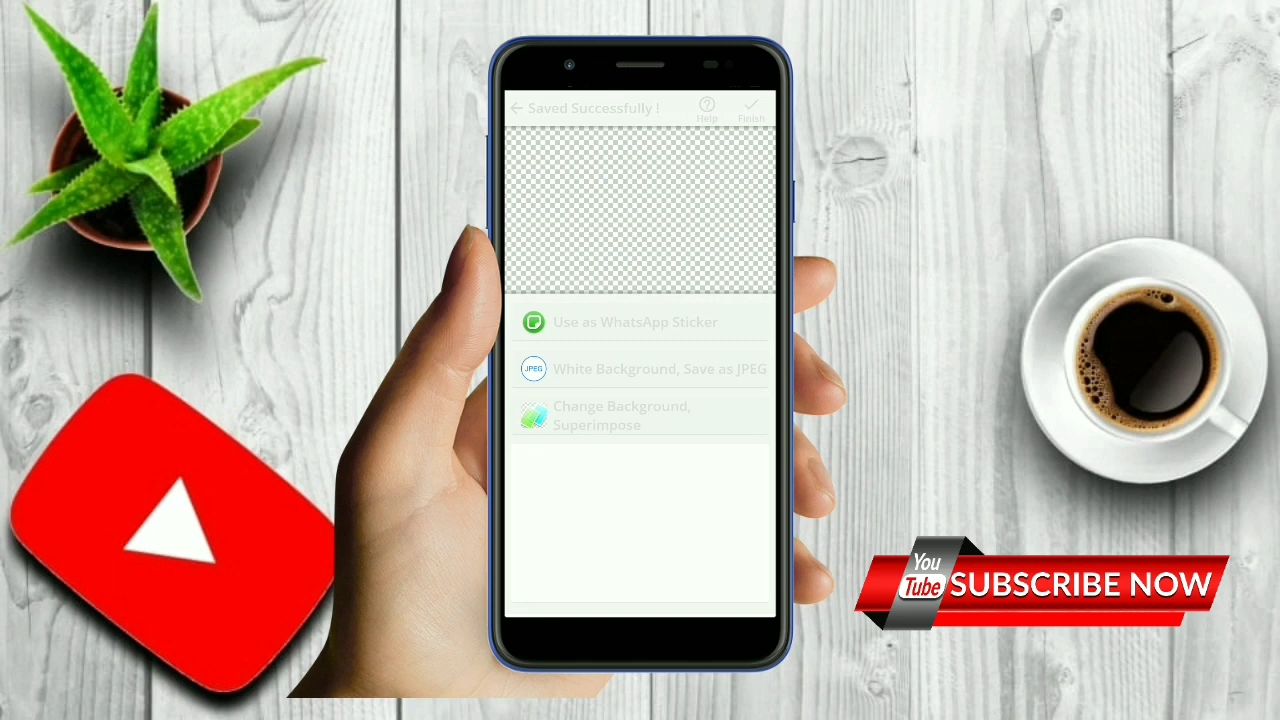 Saved Successfully !
Help
Finish
Use as WhatsApp Sticker
JPEG
White Background, Save as JPEG
Change Background,
Superimpose
You
Tube
SUBSCRIBE NOW